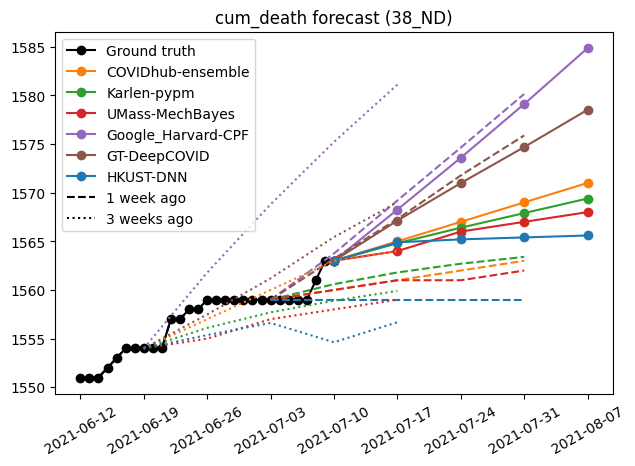 cum_death forecast (38_ND)
1585
1580
1575
1570
1565
1560
1555
1550
Ground truth
COVIDhub-ensemble
Karlen-pypm
UMass-MechBayes
Google_Harvard-CPF
GT-DeepCOVID
HKUST-DNN
1 week ago
3 weeks ago
2021-06-12
2021-06-19
2021-06-26
2021-07-03
2021-07-10
2021-07-17
2021-07-24
2021-07-31
2021-08-07